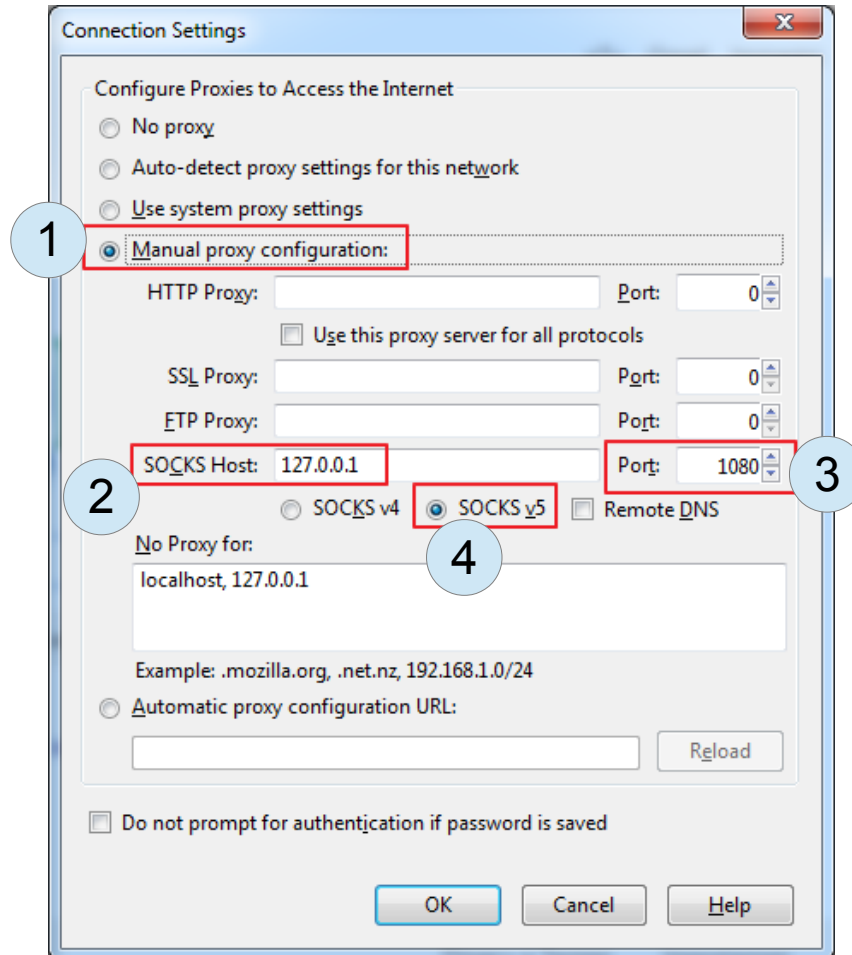 Connection Settings
Configure Proxies to Access the Internet
No proxy
Auto-detect proxy settings for this network
Use system proxy settings
1
Manual proxy configuration:
HTTP Proxy: Port: 0
Use this proxy server for all protocols
SSL Proxy: Port: 0
FTP Proxy: Port: 0
SOCKS Host: 127.0.0.1 Port: 1080
2
3
SOCKS v4 SOCKS v5 Remote DNS
4
No Proxy for:
localhost, 127.0.0.1
Example: .mozilla.org, .net.nz, 192.168.1.0/24
Automatic proxy configuration URL:
Reload
Do not prompt for authentication if password is saved
OK Cancel Help